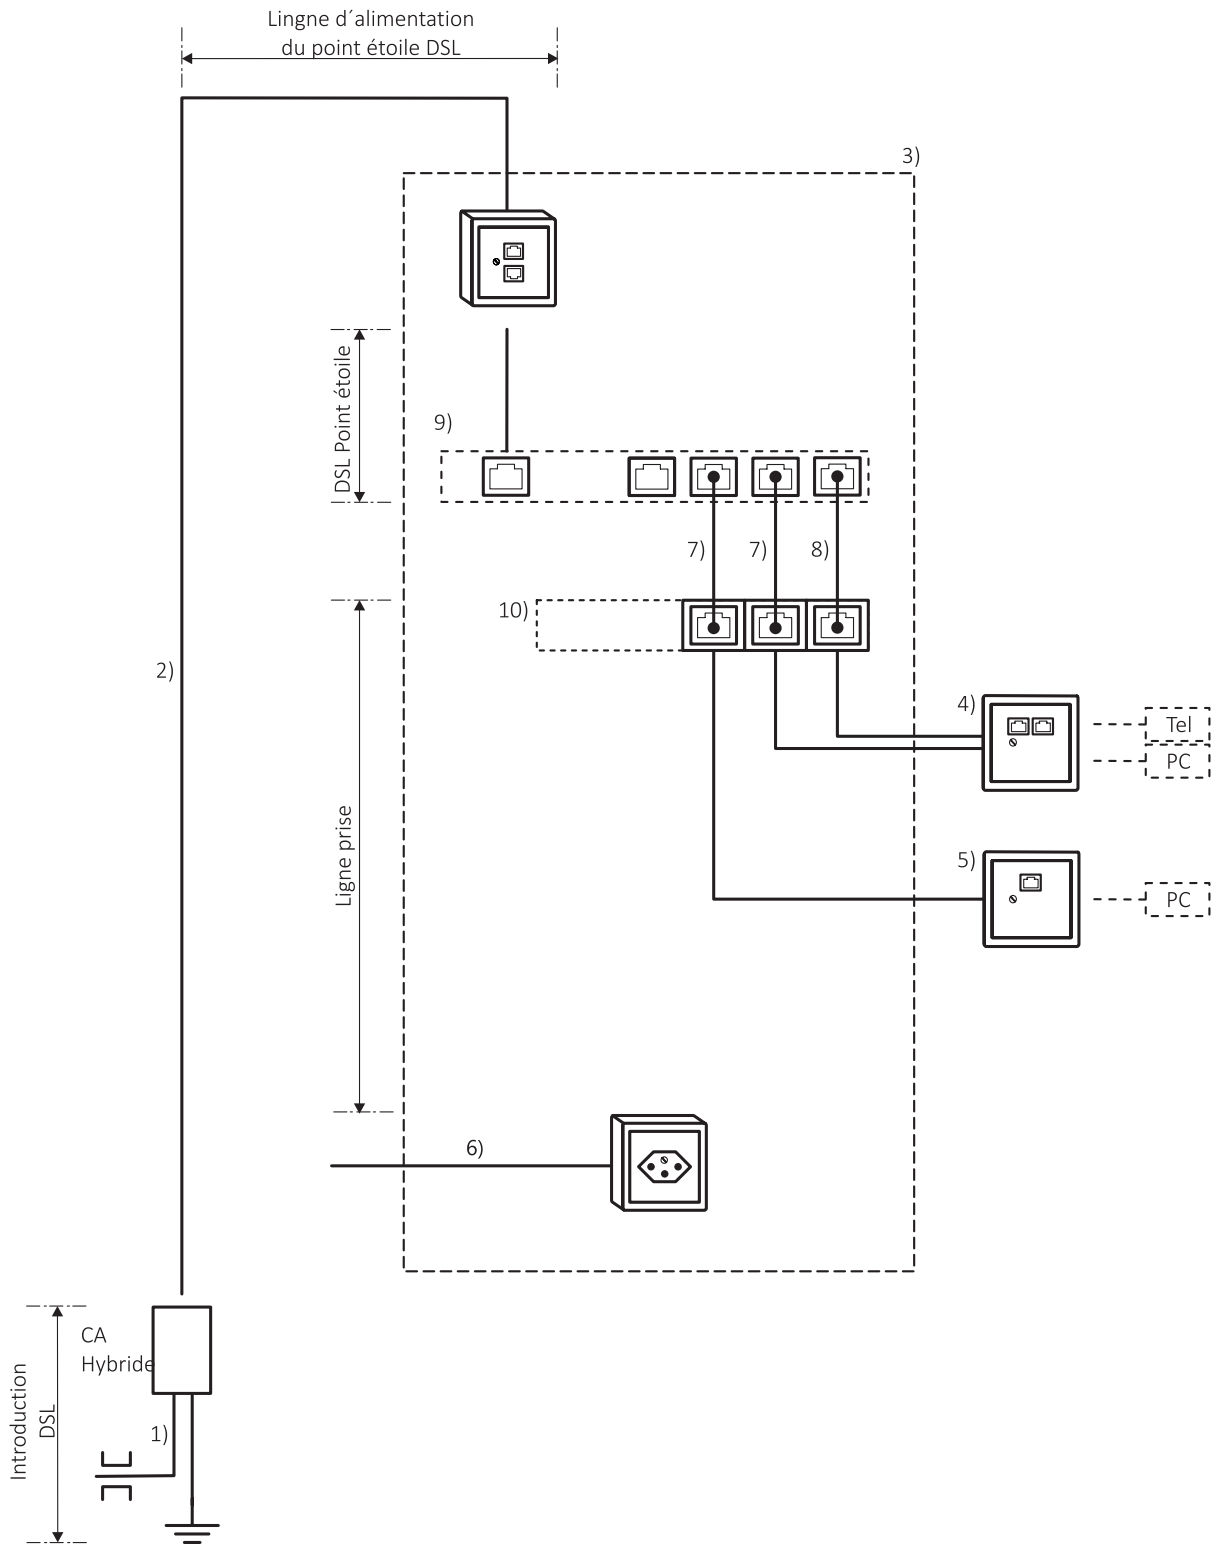 Lingne d´alimentation
du point étoile DSL
3)
DSL Point étoile
9)
7)
7)
8)
10)
2)
4)
Tel
PC
Ligne prise
5)
PC
6)
CA
Hybride
Introduction
DSL
1)